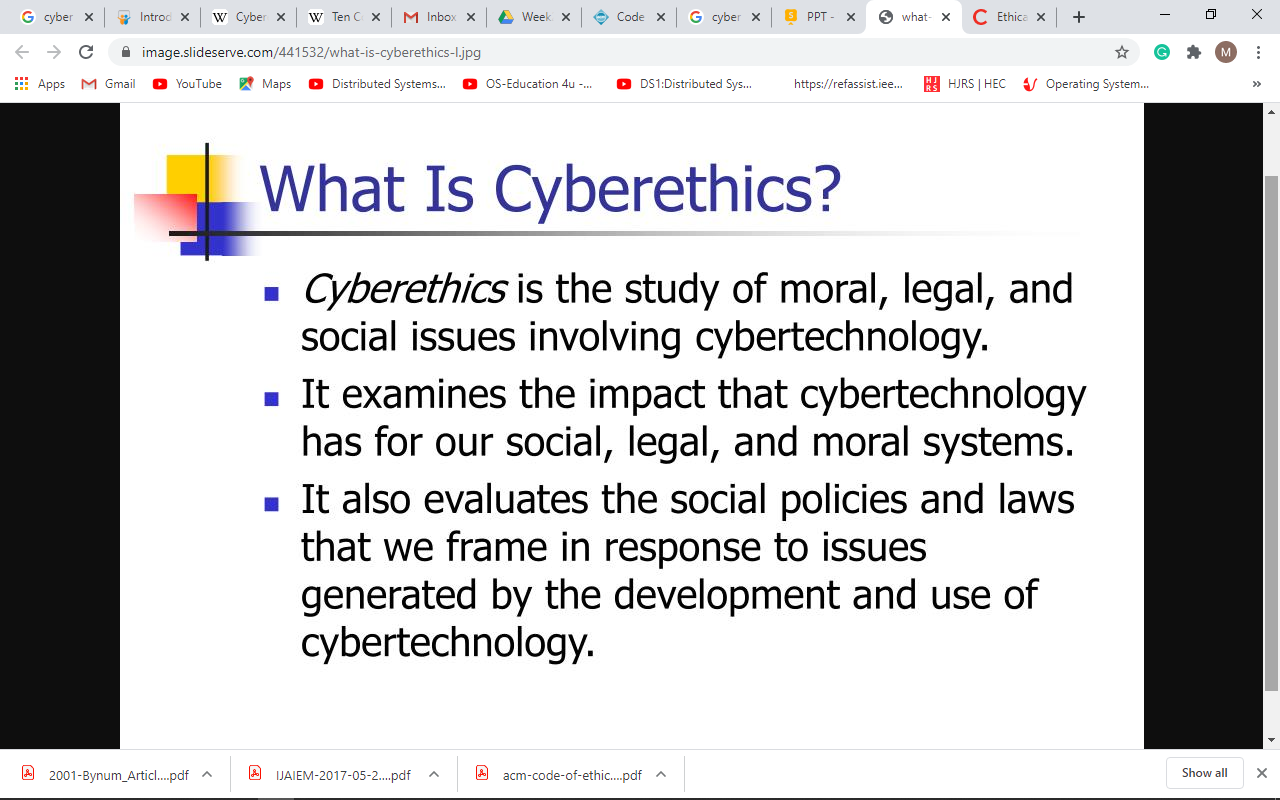 cyber
Introd
Cyber
Ten C
Inbox
Week
Code
cyber
PPT -
what-
Ethica
image.slideserve.com/441532/what-is-cyberethics-l.jpg
M
Apps
Gmail
YouTube
Maps
Distributed Systems...
OS-Education 4u -...
DS1:Distributed Sys...
https://refassist.iee...
HJRS | HEC
Operating System...
What Is Cyberethics?
Cyberethics is the study of moral, legal, and
social issues involving cybertechnology.
It examines the impact that cybertechnology
has for our social, legal, and moral systems.
It also evaluates the social policies and laws
that we frame in response to issues
generated by the development and use of
cybertechnology.
2001-Bynum_Articl....pdf
IJAIEM-2017-05-2....pdf
acm-code-of-ethic....pdf
Show all